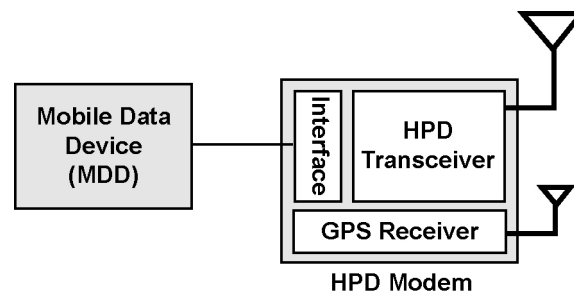 Mobile Data
Device
(MDD)
Interface
HPD
Transceiver
GPS Receiver
HPD Modem